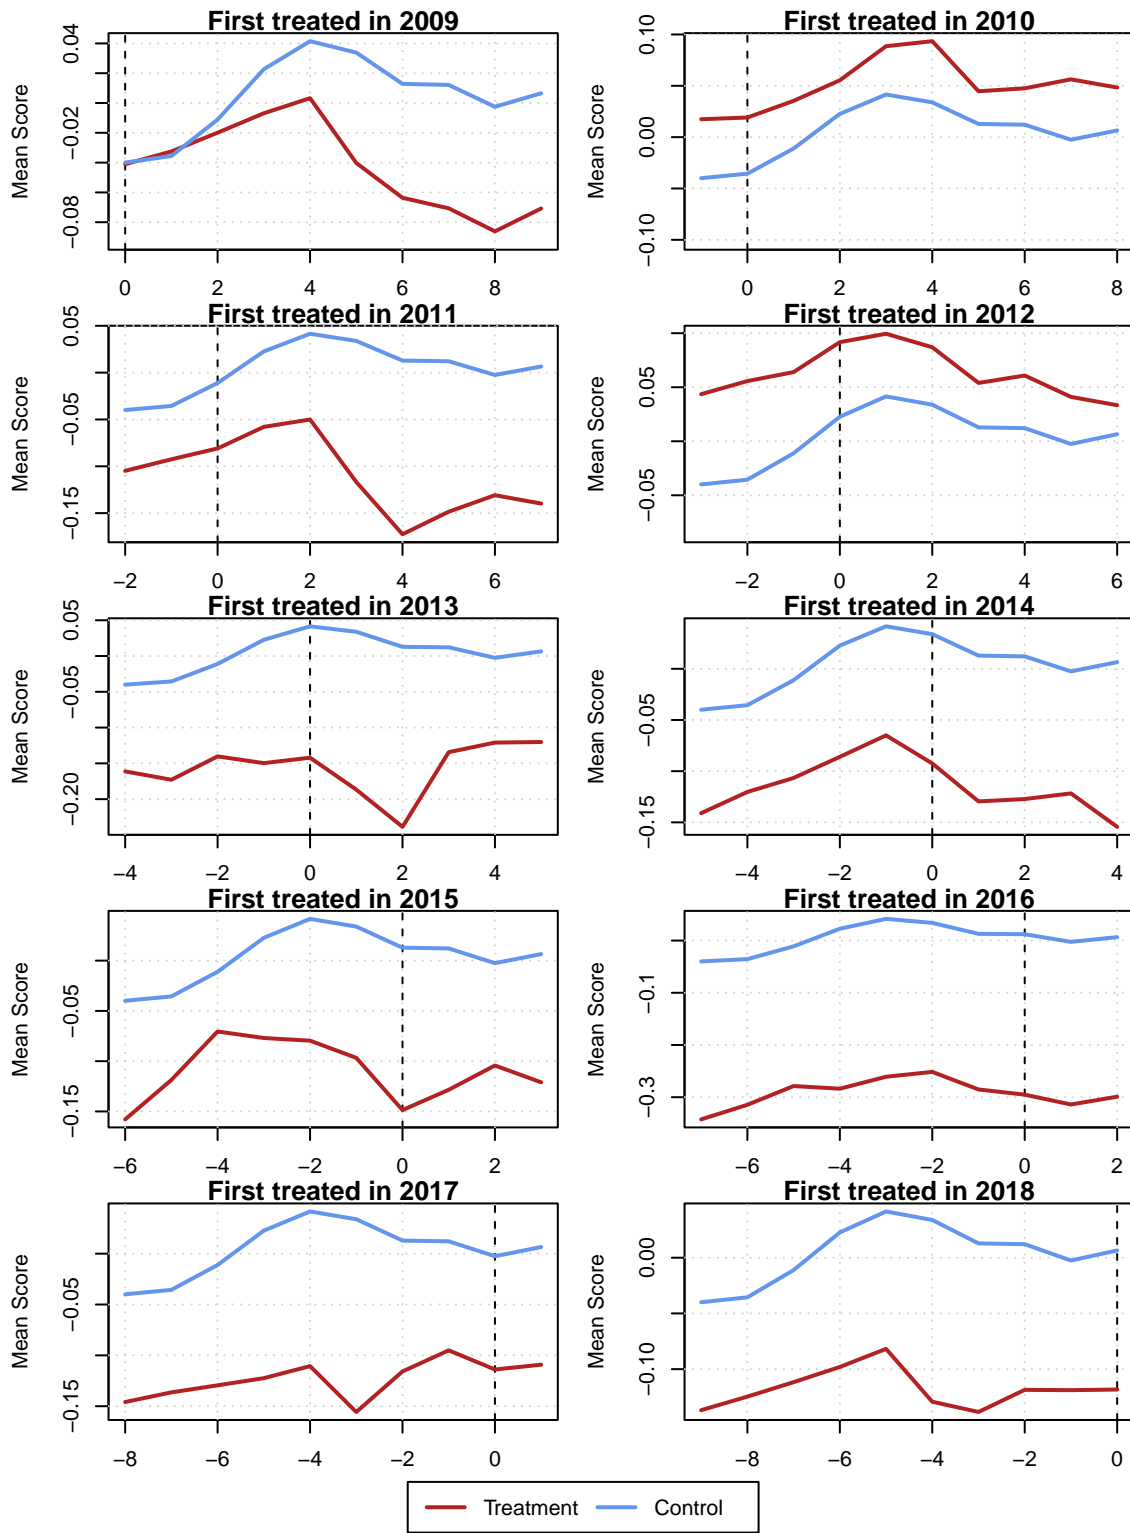 First treated in 2009
Mean Score
0.04
−0.02
−0.08
0 2 4 6 8
First treated in 2010
Mean Score
0.10
0.00
−0.10
0 2 4 6 8
First treated in 2011
Mean Score
0.05
−0.05
−0.15
−2 0 2 4 6
First treated in 2012
Mean Score
0.05
−0.05
−2 0 2 4 6
First treated in 2013
Mean Score
0.05
−0.05
−0.20
−4 −2 0 2 4
First treated in 2014
Mean Score
−0.05
−0.15
−4 −2 0 2 4
First treated in 2015
Mean Score
−0.05
−0.15
−6 −4 −2 0 2
First treated in 2016
Mean Score
−0.1
−0.3
−6 −4 −2 0 2
First treated in 2017
Mean Score
−0.05
−0.15
−8 −6 −4 −2 0
First treated in 2018
Mean Score
0.00
−0.10
−8 −6 −4 −2 0
Treatment Control